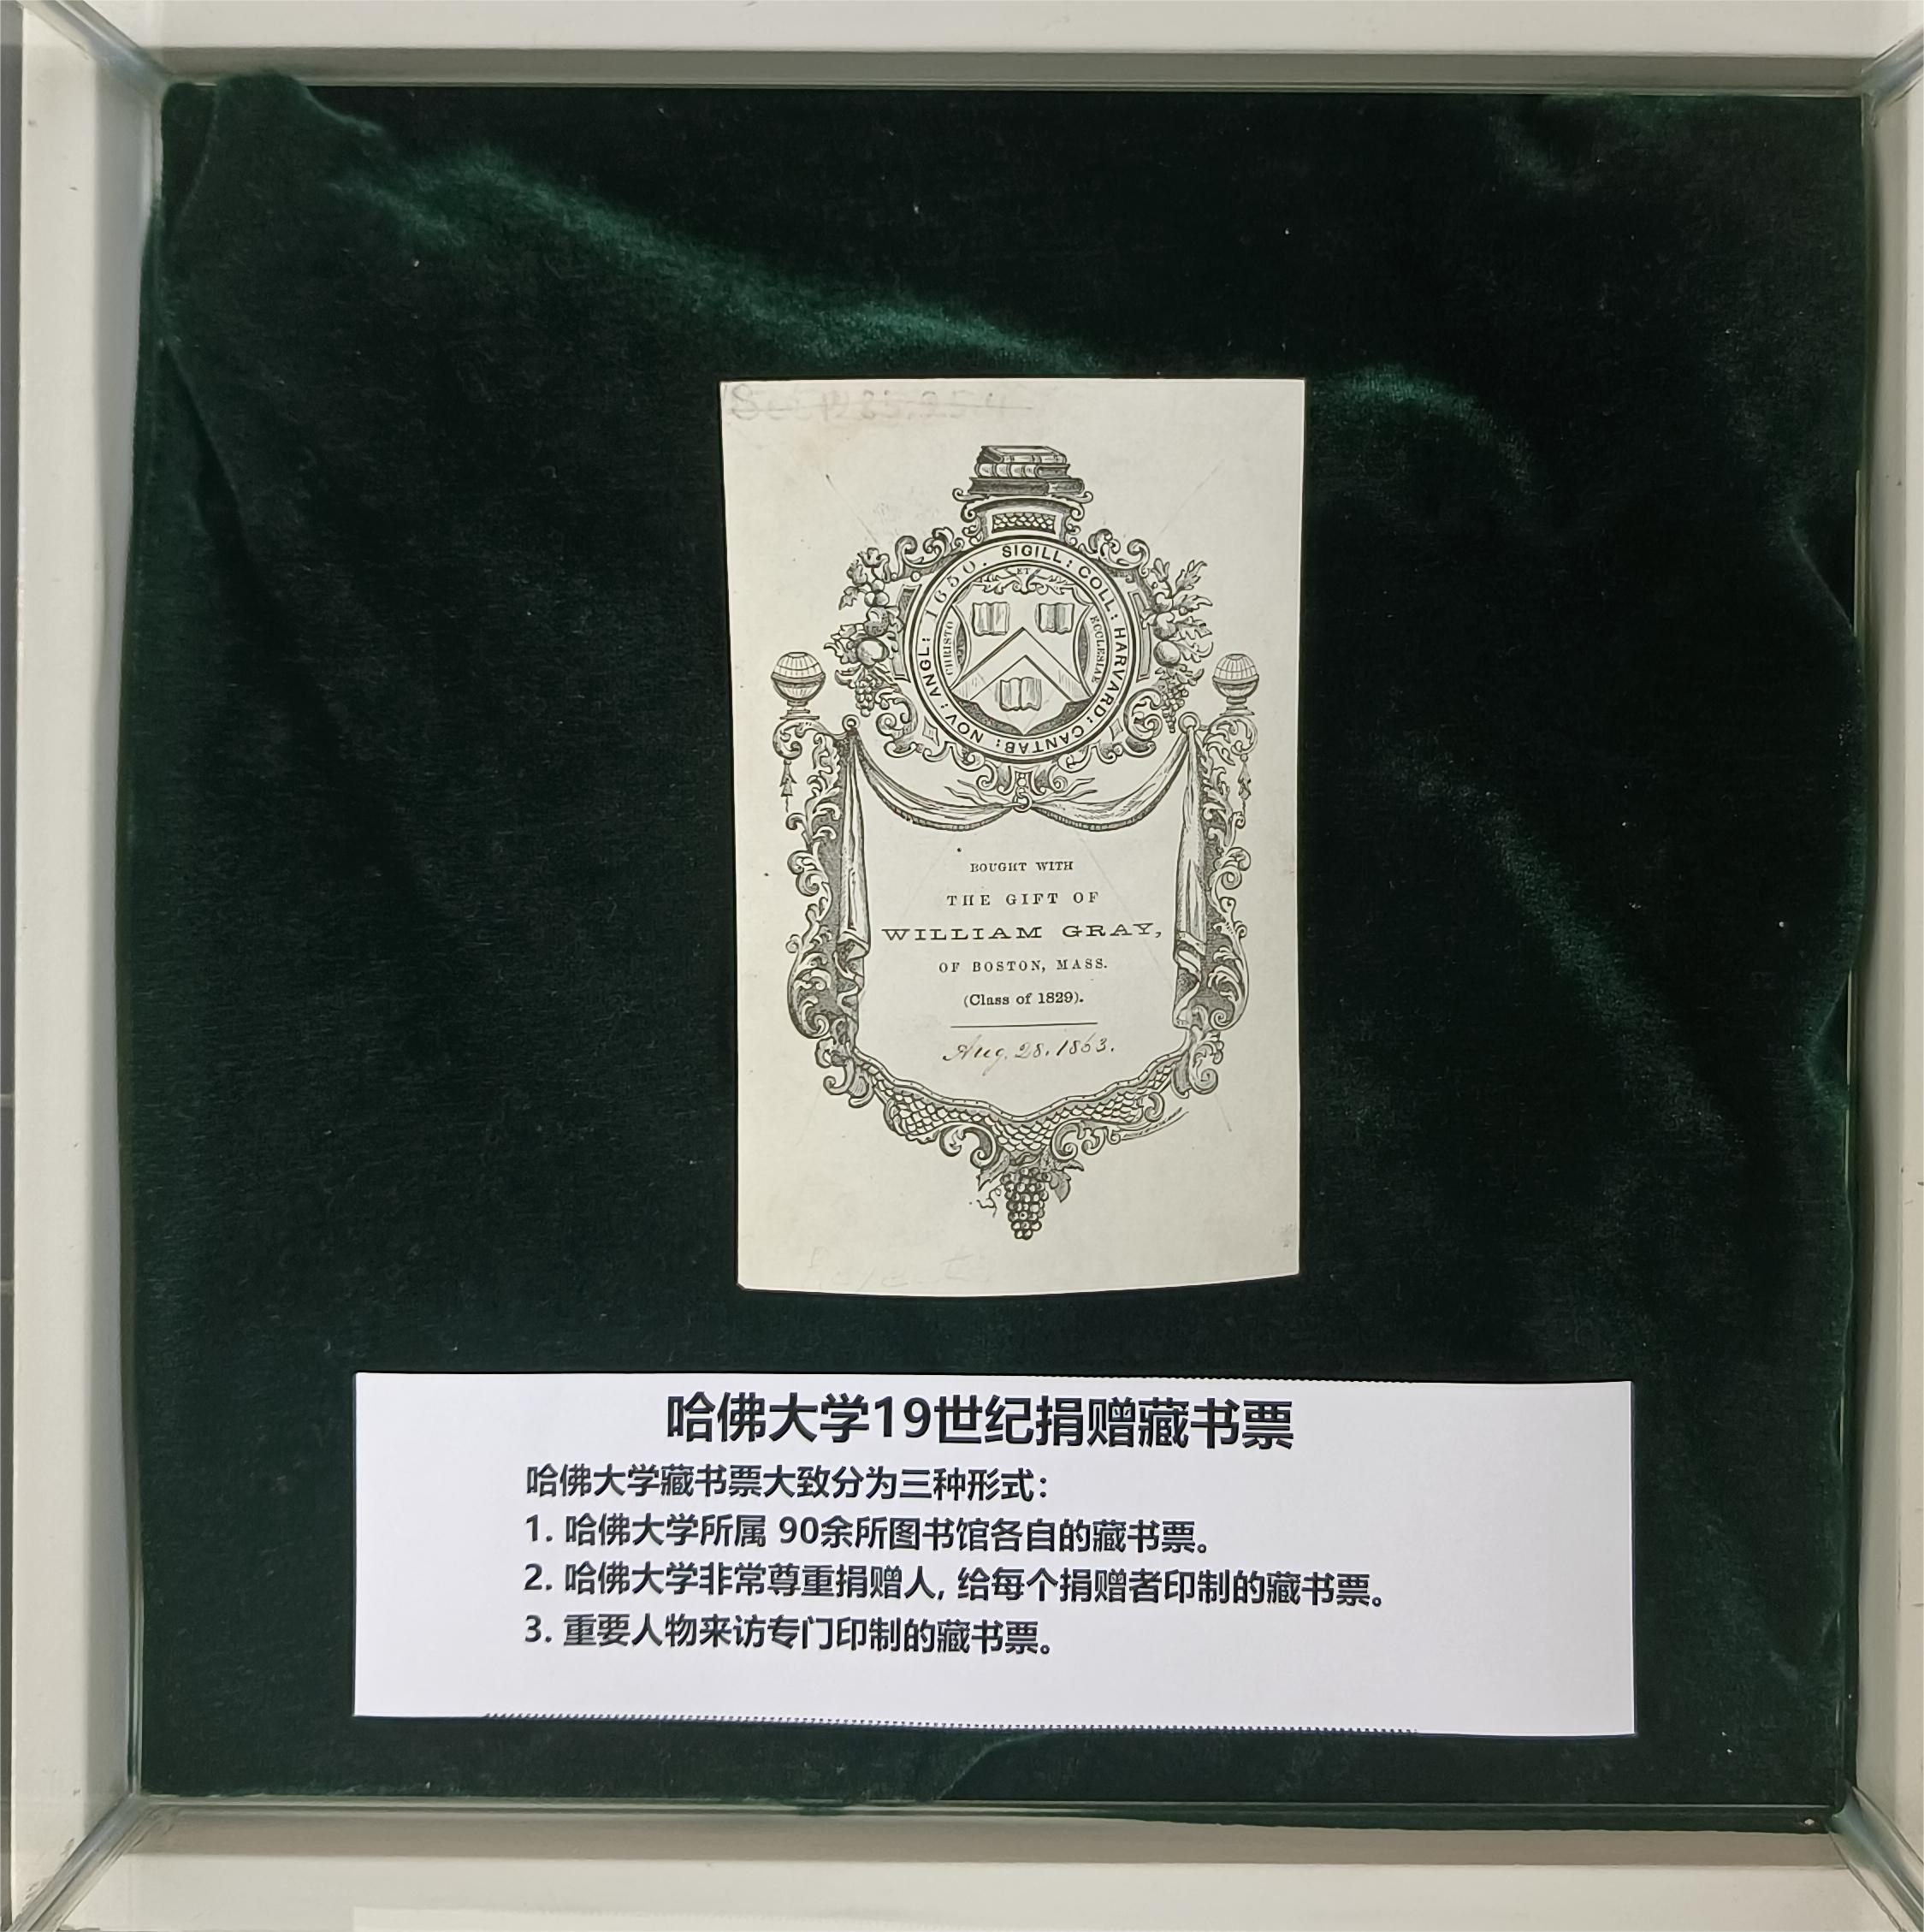 SIGILL: COLL: HARVARD: CANTAB: NOV: ANGL: 1650.
CHRISTO ET ECCLESIAE
BOUGHT WITH
THE GIFT OF
WILLIAM GRAY,
OF BOSTON, MASS.
(Class of 1829).
Aug. 28. 1863.
哈佛大学19世纪捐赠藏书票
哈佛大学藏书票大致分为三种形式：
1. 哈佛大学所属 90余所图书馆各自的藏书票。
2. 哈佛大学非常尊重捐赠人, 给每个捐赠者印制的藏书票。
3. 重要人物来访专门印制的藏书票。